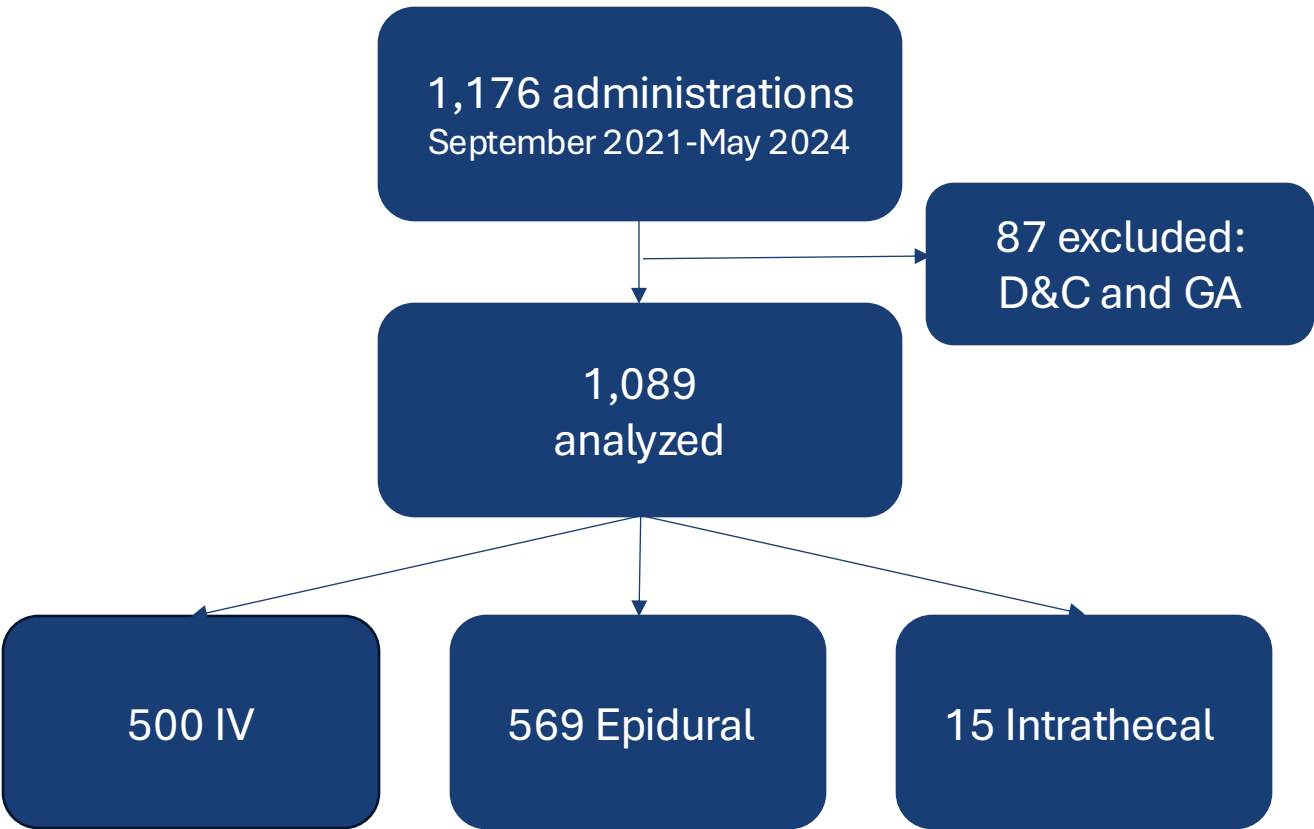 1,176 administrations
September 2021-May 2024
87 excluded:
D&C and GA
1,089
analyzed
500 IV
569 Epidural
15 Intrathecal